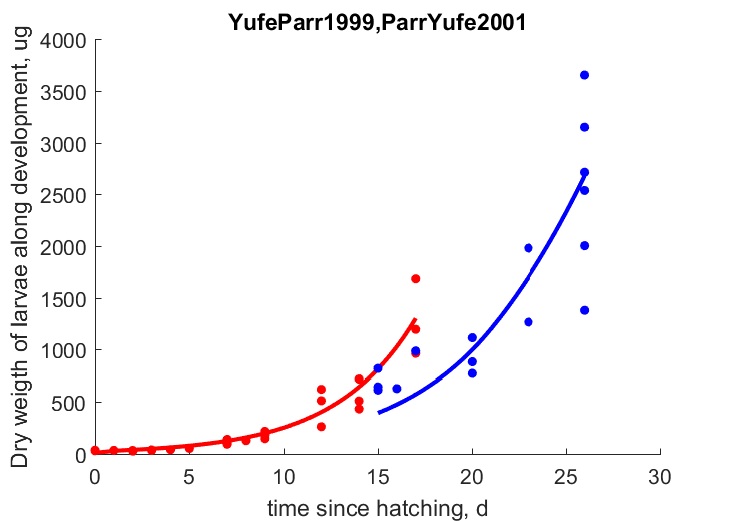 YufeParr1999,ParrYufe2001
Dry weigth of larvae along development, ug
4000
3500
3000
2500
2000
1500
1000
500
0
0 5 10 15 20 25 30
time since hatching, d